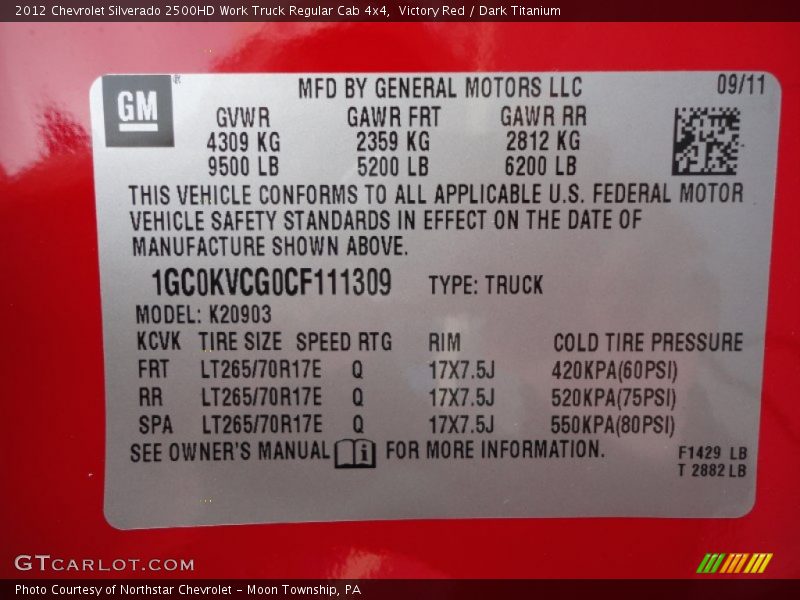 2012 Chevrolet Silverado 2500HD Work Truck Regular Cab 4x4, Victory Red / Dark Titanium
GM
MFD BY GENERAL MOTORS LLC 09/11
GVWR GAWR FRT GAWR RR
4309 KG 2359 KG 2812 KG
9500 LB 5200 LB 6200 LB
THIS VEHICLE CONFORMS TO ALL APPLICABLE U.S. FEDERAL MOTOR
VEHICLE SAFETY STANDARDS IN EFFECT ON THE DATE OF
MANUFACTURE SHOWN ABOVE.
1GC0KVCG0CF111309 TYPE: TRUCK
MODEL: K20903
KCVK TIRE SIZE SPEED RTG RIM COLD TIRE PRESSURE
FRT LT265/70R17E Q 17X7.5J 420KPA(60PSI)
RR LT265/70R17E Q 17X7.5J 520KPA(75PSI)
SPA LT265/70R17E Q 17X7.5J 550KPA(80PSI)
SEE OWNER'S MANUAL FOR MORE INFORMATION.
F1429 LB
T 2882 LB
GTCARLOT.COM
Photo Courtesy of Northstar Chevrolet - Moon Township, PA